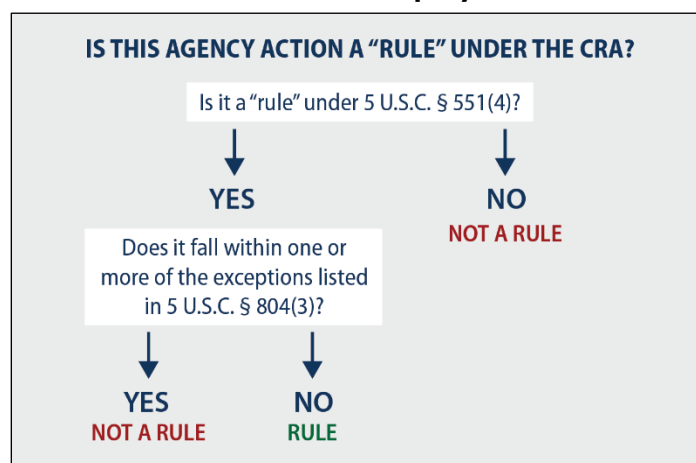 IS THIS AGENCY ACTION A “RULE” UNDER THE CRA?
Is it a “rule” under 5 U.S.C. § 551(4)?
YES
NO
NOT A RULE
Does it fall within one or
more of the exceptions listed
in 5 U.S.C. § 804(3)?
YES
NOT A RULE
NO
RULE